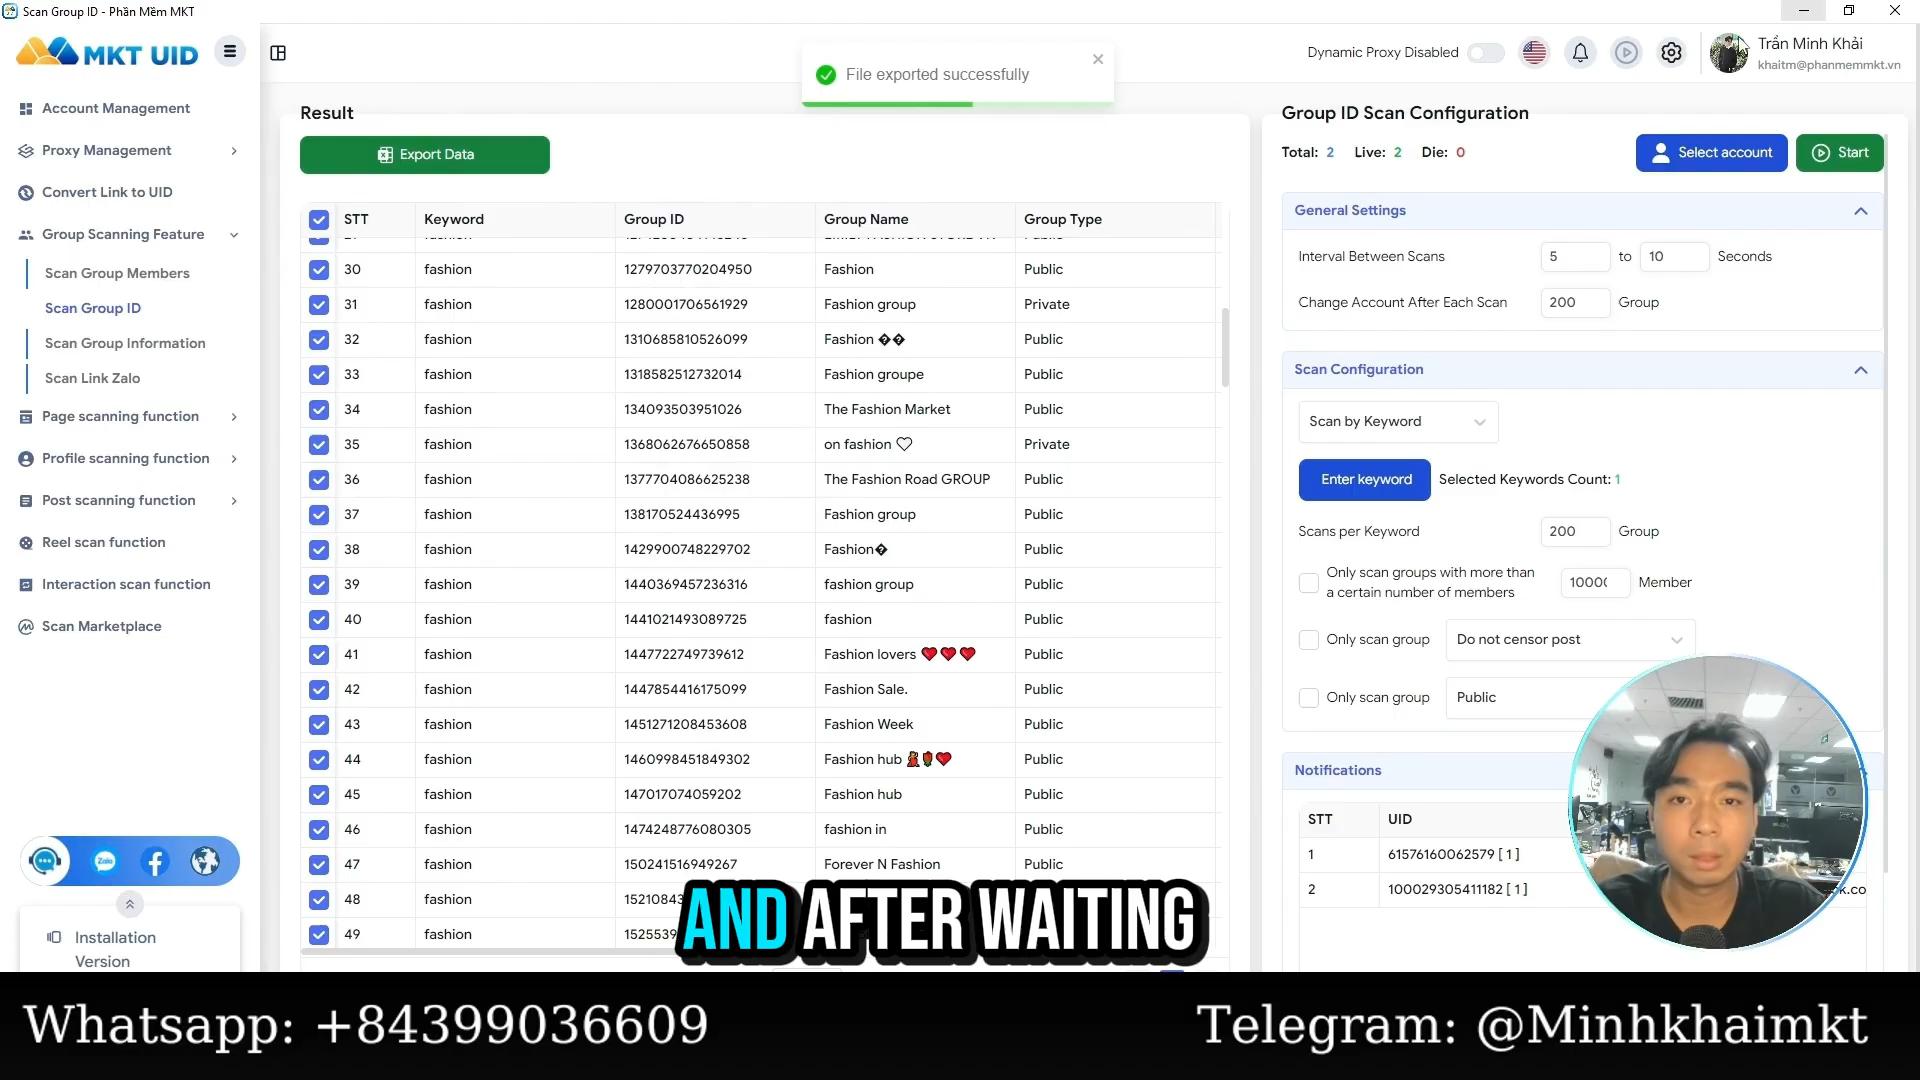 Scan Group ID - Phần Mềm MKT
MKT UID
Dynamic Proxy Disabled
Trần Minh Khải
khaitm@phanmemmkt.vn
File exported successfully
Account Management
Proxy Management
Convert Link to UID
Group Scanning Feature
Scan Group Members
Scan Group ID
Scan Group Information
Scan Link Zalo
Page scanning function
Profile scanning function
Post scanning function
Reel scan function
Interaction scan function
Scan Marketplace
Zalo
Installation
Version
Result
Export Data
STT Keyword Group ID Group Name Group Type
30 fashion 1279703770204950 Fashion Public
31 fashion 1280001706561929 Fashion group Private
32 fashion 1310685810526099 Fashion �� Public
33 fashion 1318582512732014 Fashion groupe Public
34 fashion 134093503951026 The Fashion Market Public
35 fashion 1368062676650858 on fashion ♡ Private
36 fashion 1377704086625238 The Fashion Road GROUP Public
37 fashion 138170524436995 Fashion group Public
38 fashion 1429900748229702 Fashion� Public
39 fashion 1440369457236316 fashion group Public
40 fashion 1441021493089725 fashion Public
41 fashion 1447722749739612 Fashion lovers ❤️❤️❤️ Public
42 fashion 1447854416175099 Fashion Sale. Public
43 fashion 1451271208453608 Fashion Week Public
44 fashion 1460998451849302 Fashion hub 💃🌹❤️ Public
45 fashion 147017074059202 Fashion hub Public
46 fashion 1474248776080305 fashion in Public
47 fashion 150241516949267 Forever N Fashion Public
48 fashion
49 fashion
AND AFTER WAITING
Group ID Scan Configuration
Total: 2 Live: 2 Die: 0
Select account
Start
General Settings
Interval Between Scans 5 to 10 Seconds
Change Account After Each Scan 200 Group
Scan Configuration
Scan by Keyword
Enter keyword Selected Keywords Count: 1
Scans per Keyword 200 Group
Only scan groups with more than
a certain number of members 1000 Member
Only scan group Do not censor post
Only scan group Public
Notifications
STT UID
1 61576160062579 [ 1 ]
2 100029305411182 [ 1 ]
Whatsapp: +84399036609
Telegram: @Minhkhaimkt